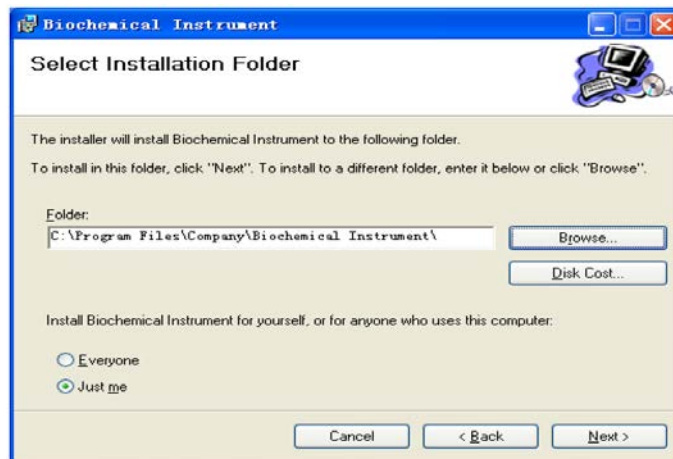 Biochemical Instrument
Select Installation Folder
The installer will install Biochemical Instrument to the following folder.
To install in this folder, click "Next". To install to a different folder, enter it below or click "Browse".
Folder:
C:\Program Files\Company\Biochemical Instrument\
Browse...
Disk Cost...
Install Biochemical Instrument for yourself, or for anyone who uses this computer:
Everyone
Just me
Cancel
< Back
Next >